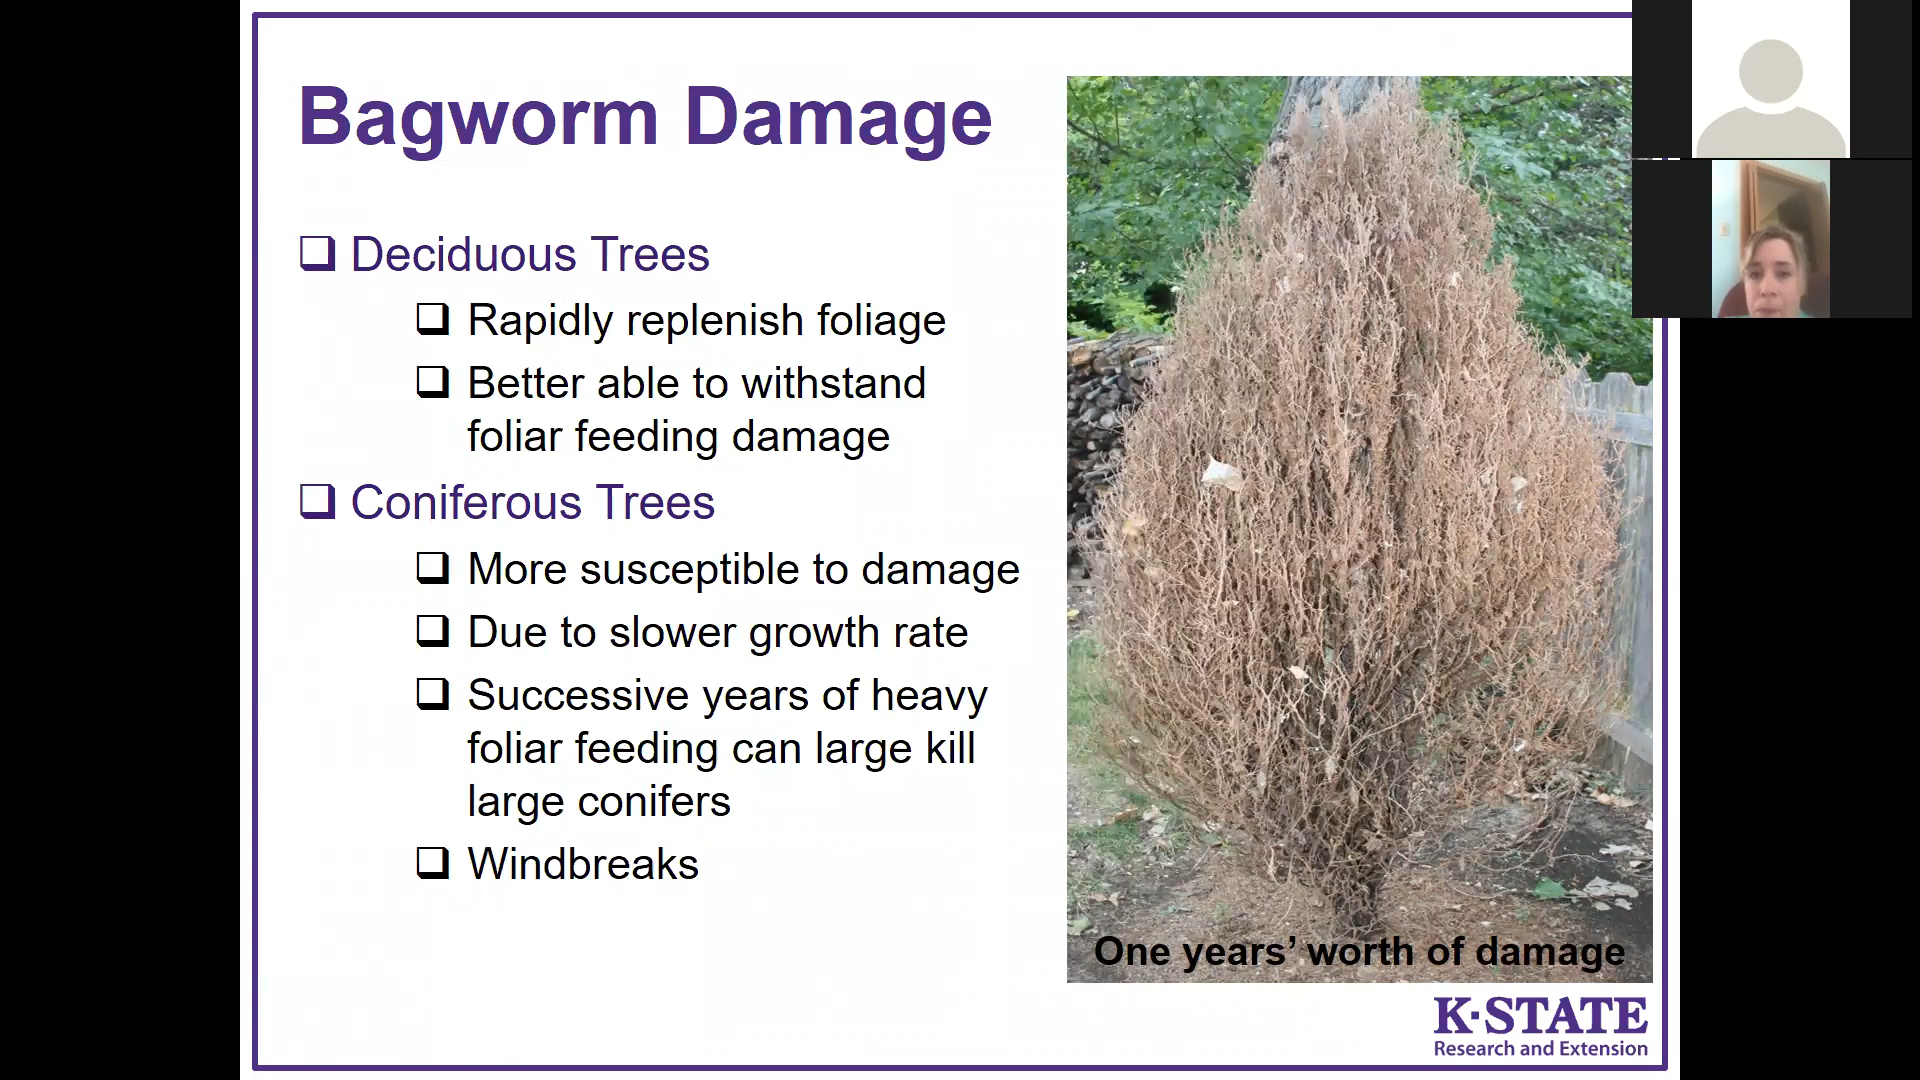 Bagworm Damage
Deciduous Trees
Rapidly replenish foliage
Better able to withstand
foliar feeding damage
Coniferous Trees
More susceptible to damage
Due to slower growth rate
Successive years of heavy
foliar feeding can large kill
large conifers
Windbreaks
One years’ worth of damage
K·STATE
Research and Extension